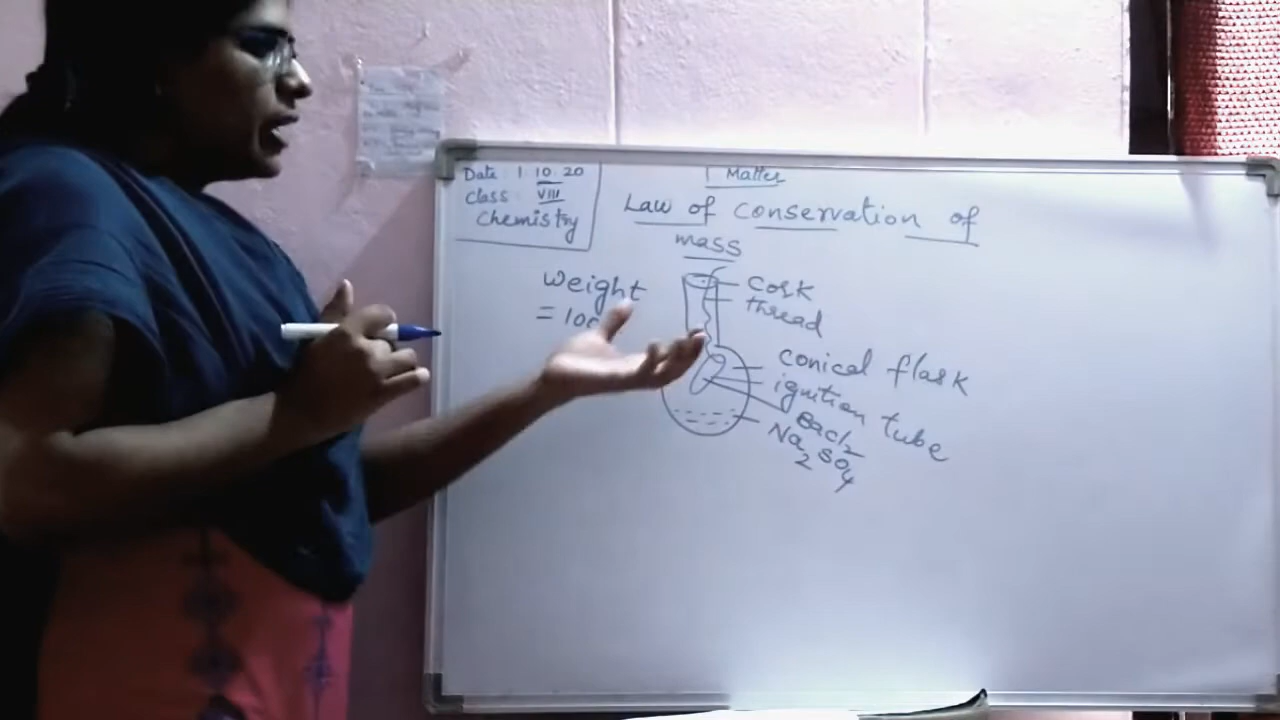 Date : 1.10.20
Class : VIII
Chemistry
1 Matter
Law of conservation of
mass
Weight
= 100
Cork
thread
conical flask
ignition tube
BaCl2
Na2SO4